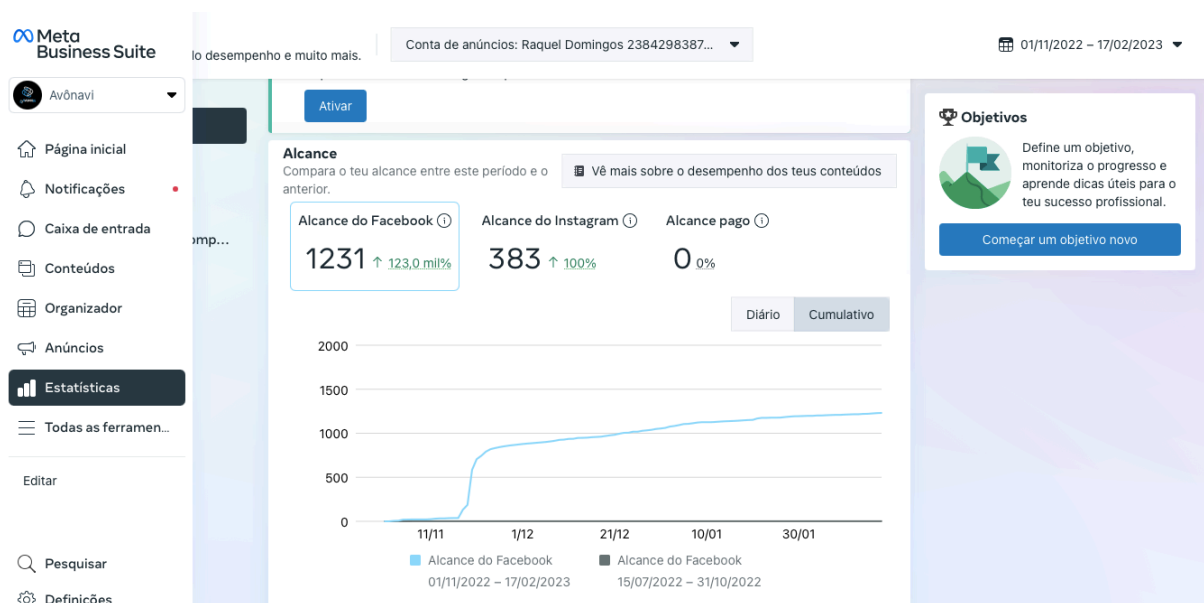 Meta
Business Suite
Avônavi
Página inicial
Notificações
Caixa de entrada
Conteúdos
Organizador
Anúncios
Estatísticas
Todas as ferramen...
Editar
Pesquisar
Definições
do desempenho e muito mais.
Conta de anúncios: Raquel Domingos 2384298387...
01/11/2022 – 17/02/2023
omp...
Ativar
Alcance
Compara o teu alcance entre este período e o
anterior.
Vê mais sobre o desempenho dos teus conteúdos
Alcance do Facebook
1231 ↑ 123,0 mil%
Alcance do Instagram
383 ↑ 100%
Alcance pago
0 0%
Diário
Cumulativo
2000
1500
1000
500
0
11/11 1/12 21/12 10/01 30/01
Alcance do Facebook
01/11/2022 – 17/02/2023
Alcance do Facebook
15/07/2022 – 31/10/2022
Objetivos
Define um objetivo,
monitoriza o progresso e
aprende dicas úteis para o
teu sucesso profissional.
Começar um objetivo novo